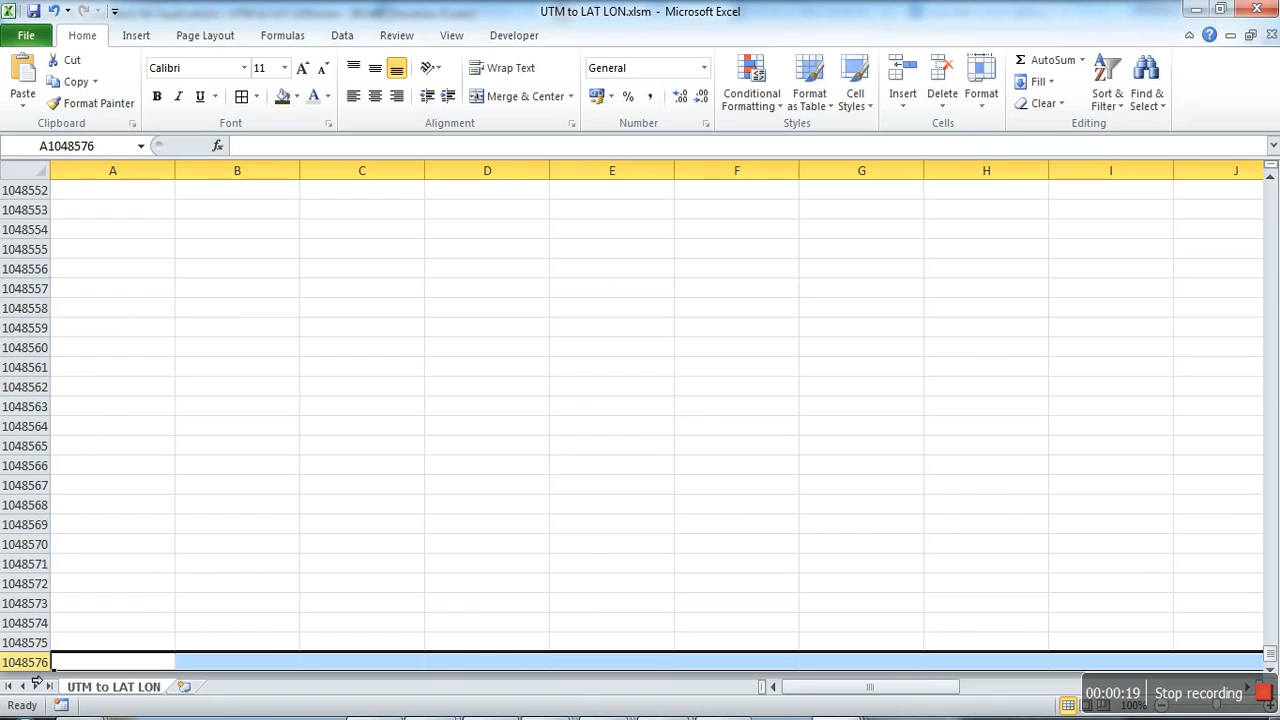 UTM to LAT LON.xlsm - Microsoft Excel
File Home Insert Page Layout Formulas Data Review View Developer
Paste
Cut
Copy
Format Painter
Clipboard
Calibri 11
B I U
Font
Wrap Text
Merge & Center
Alignment
General
Number
Conditional Formatting
Format as Table
Cell Styles
Styles
Insert Delete Format
Cells
Σ AutoSum
Fill
Clear
Sort & Filter
Find & Select
Editing
A1048576 fx
A B C D E F G H I J
1048552
1048553
1048554
1048555
1048556
1048557
1048558
1048559
1048560
1048561
1048562
1048563
1048564
1048565
1048566
1048567
1048568
1048569
1048570
1048571
1048572
1048573
1048574
1048575
1048576
UTM to LAT LON
Ready
100%
00:00:19 Stop recording